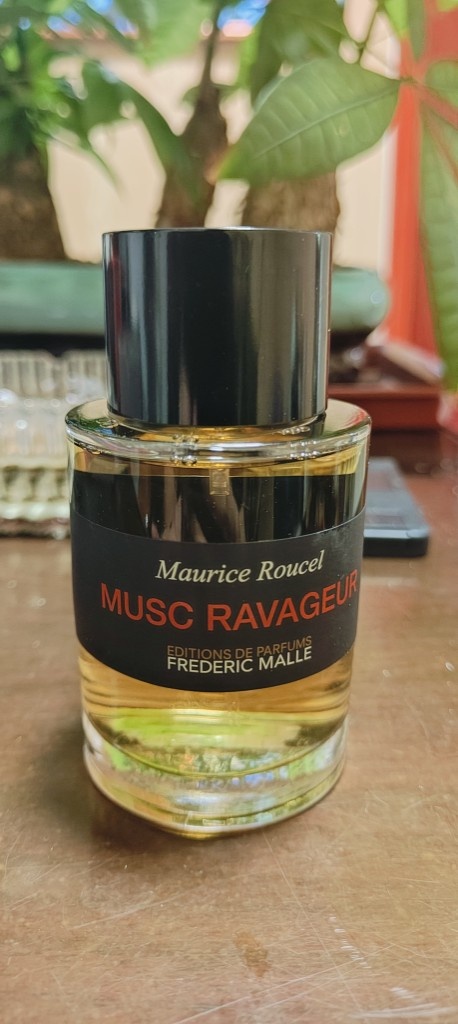 Maurice Roucel
MUSC RAVAGEUR
EDITIONS DE PARFUMS
FREDERIC MALLE